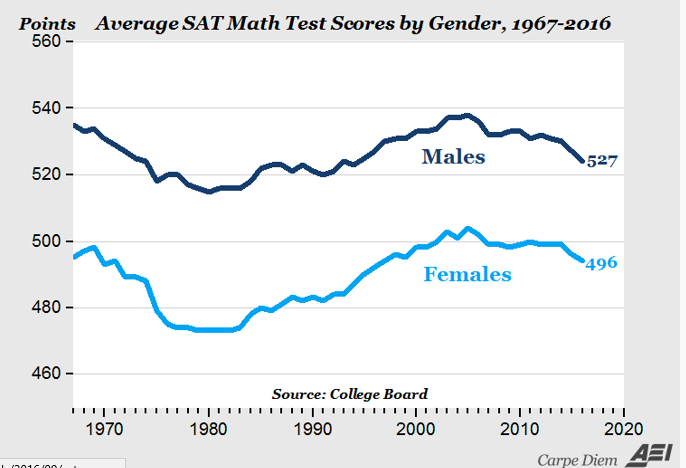 Points
Average SAT Math Test Scores by Gender, 1967-2016
560
540
520
500
480
460
Males
527
Females
496
Source: College Board
1970 1980 1990 2000 2010 2020
Carpe Diem AEI